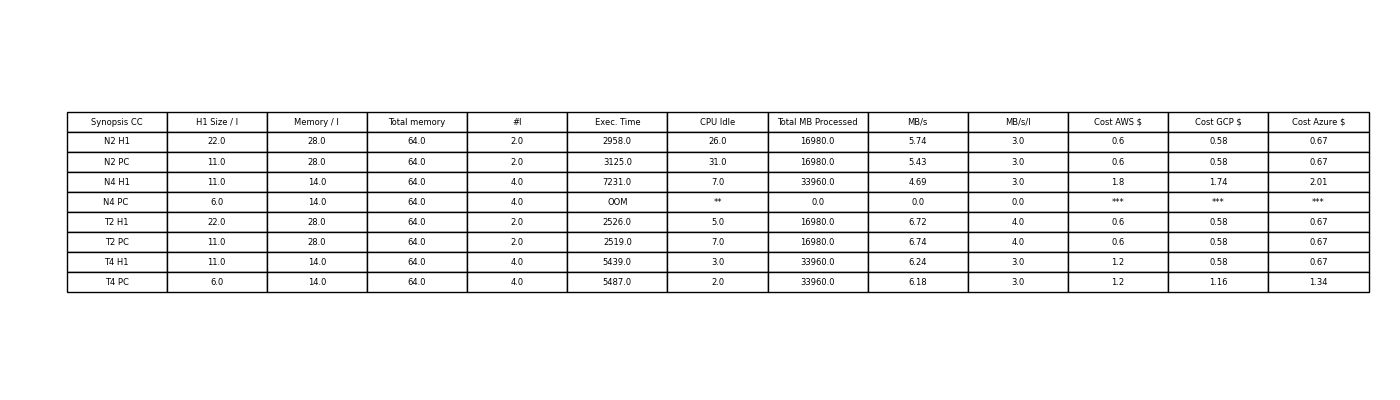 Synopsis CC H1 Size / I Memory / I Total memory #I Exec. Time CPU Idle Total MB Processed MB/s MB/s/I Cost AWS $ Cost GCP $ Cost Azure $
N2 H1 22.0 28.0 64.0 2.0 2958.0 26.0 16980.0 5.74 3.0 0.6 0.58 0.67
N2 PC 11.0 28.0 64.0 2.0 3125.0 31.0 16980.0 5.43 3.0 0.6 0.58 0.67
N4 H1 11.0 14.0 64.0 4.0 7231.0 7.0 33960.0 4.69 3.0 1.8 1.74 2.01
N4 PC 6.0 14.0 64.0 4.0 OOM ** 0.0 0.0 0.0 *** *** ***
T2 H1 22.0 28.0 64.0 2.0 2526.0 5.0 16980.0 6.72 4.0 0.6 0.58 0.67
T2 PC 11.0 28.0 64.0 2.0 2519.0 7.0 16980.0 6.74 4.0 0.6 0.58 0.67
T4 H1 11.0 14.0 64.0 4.0 5439.0 3.0 33960.0 6.24 3.0 1.2 0.58 0.67
T4 PC 6.0 14.0 64.0 4.0 5487.0 2.0 33960.0 6.18 3.0 1.2 1.16 1.34